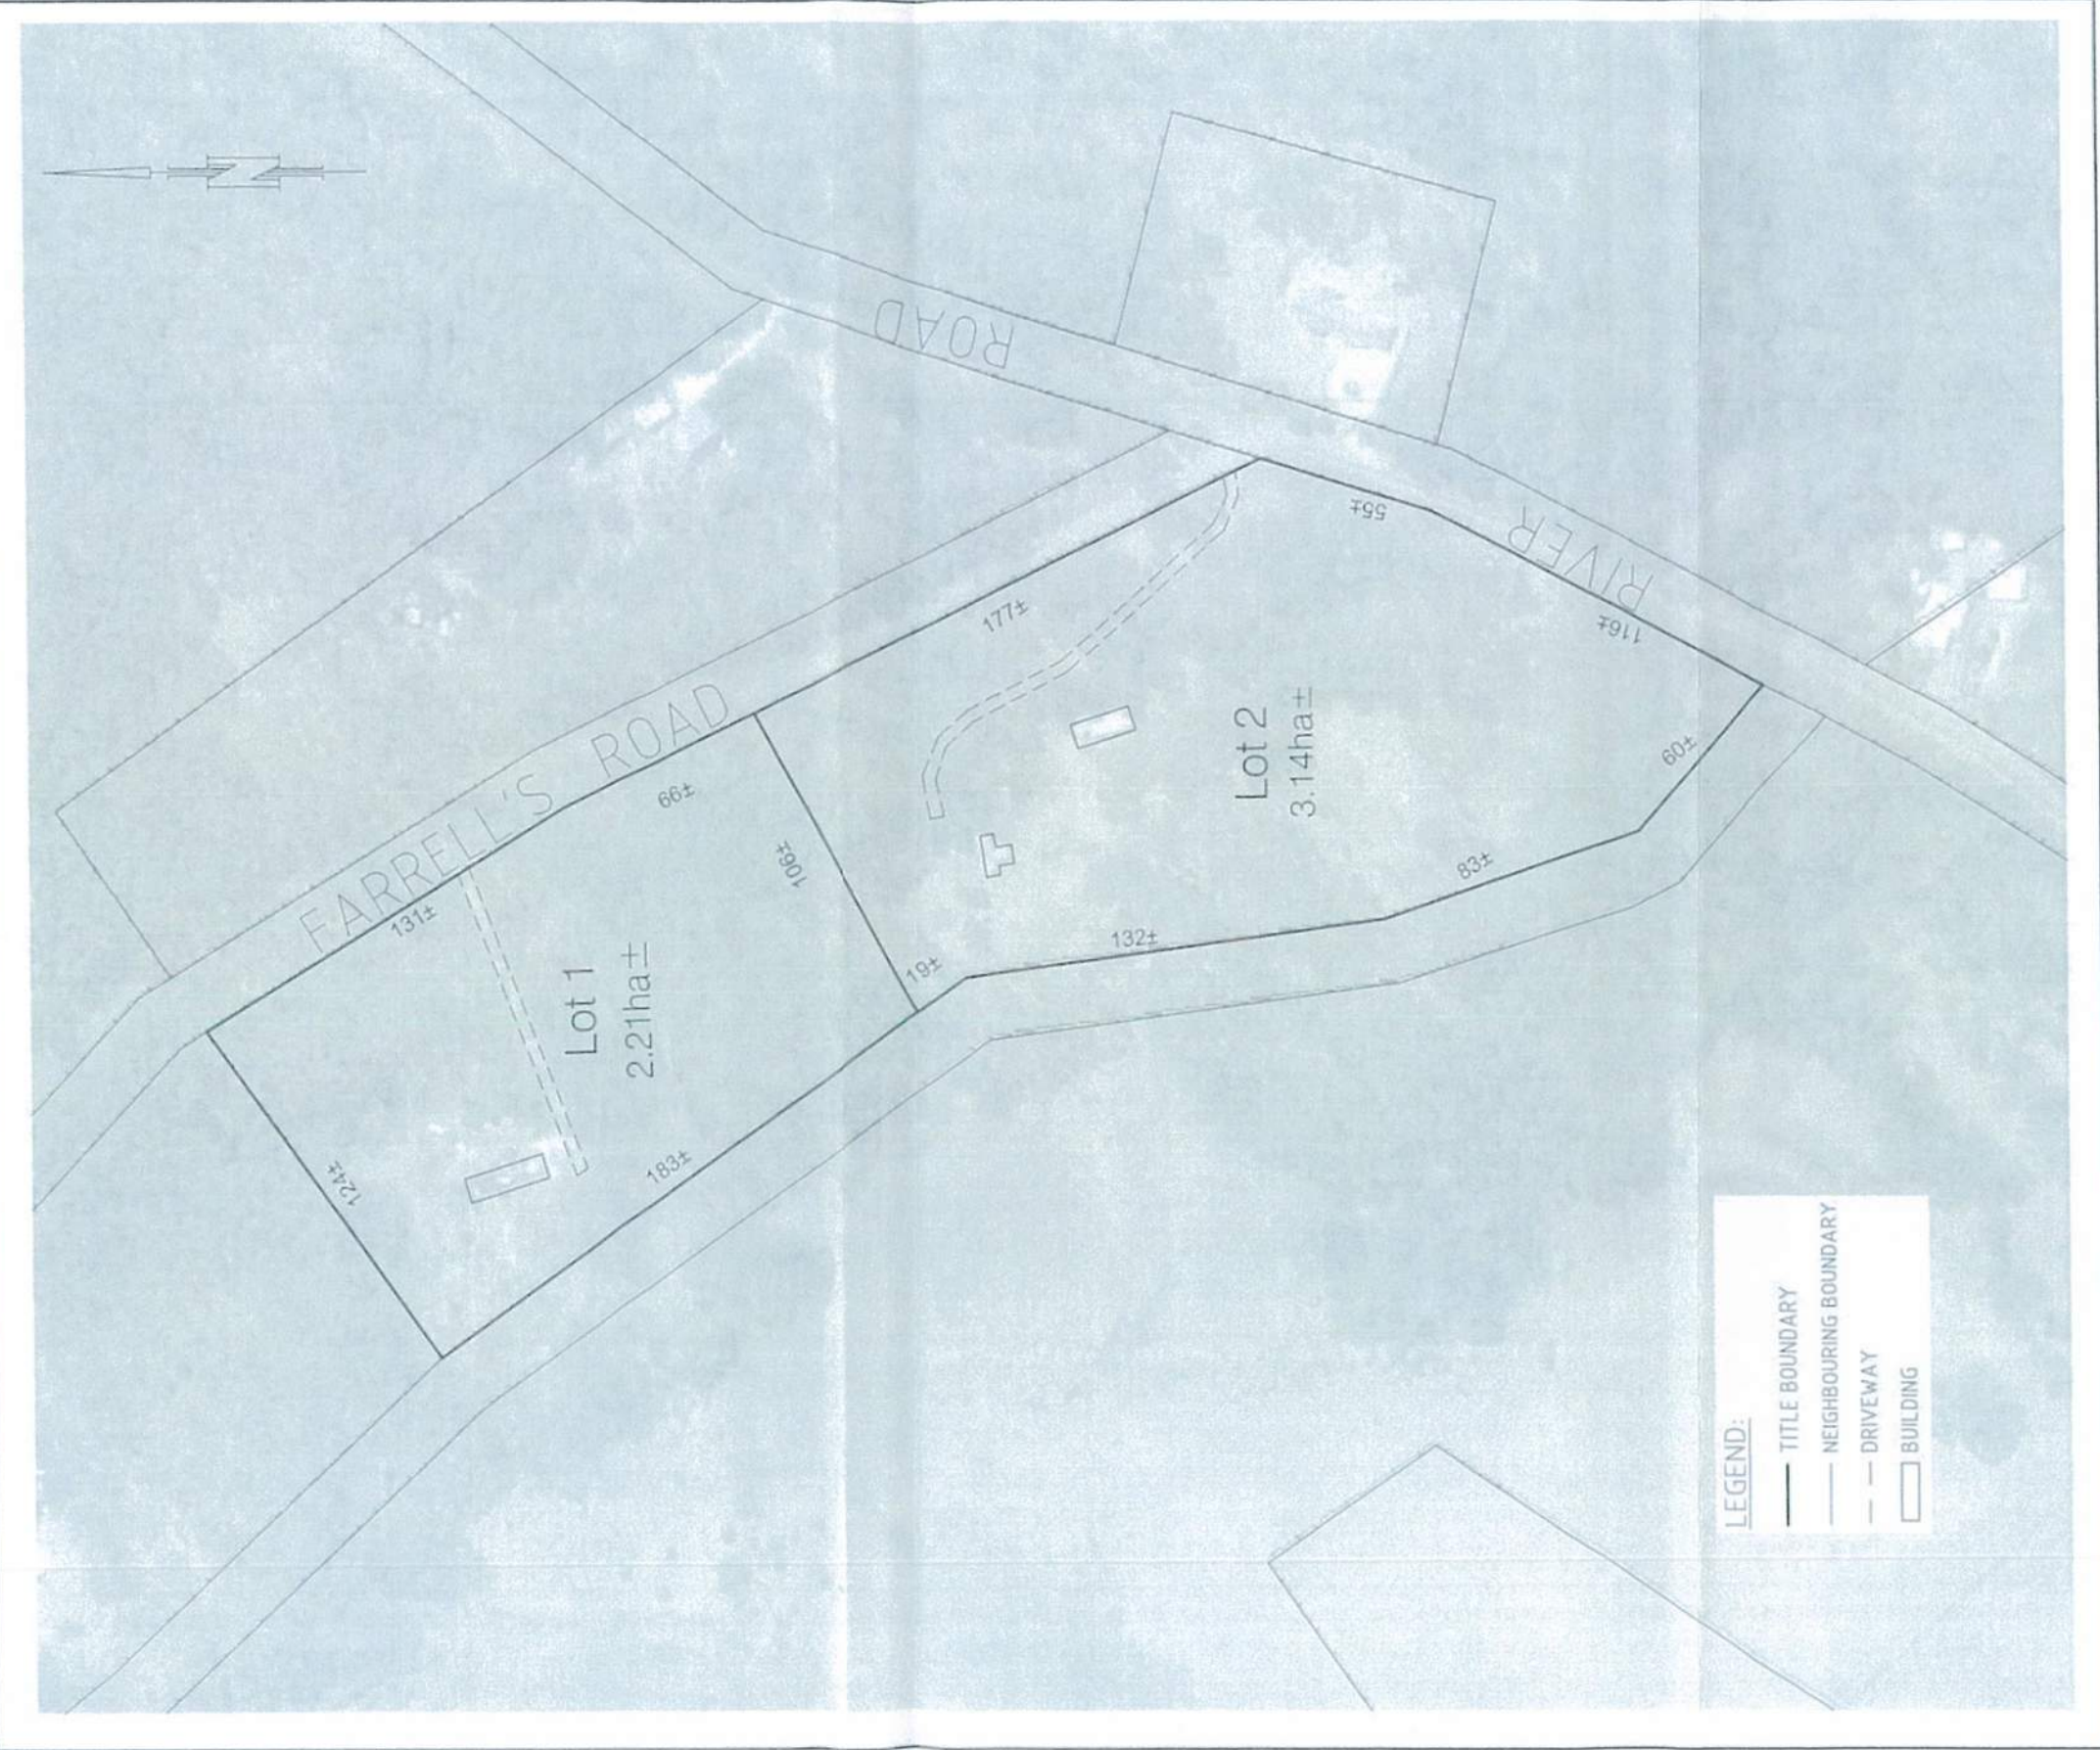 N
FARRELL'S ROAD
RIVER ROAD
Lot 1
2.21ha±
Lot 2
3.14ha±
131±
66±
124±
183±
106±
19±
177±
55±
116±
60±
83±
132±
LEGEND:
TITLE BOUNDARY
NEIGHBOURING BOUNDARY
DRIVEWAY
BUILDING